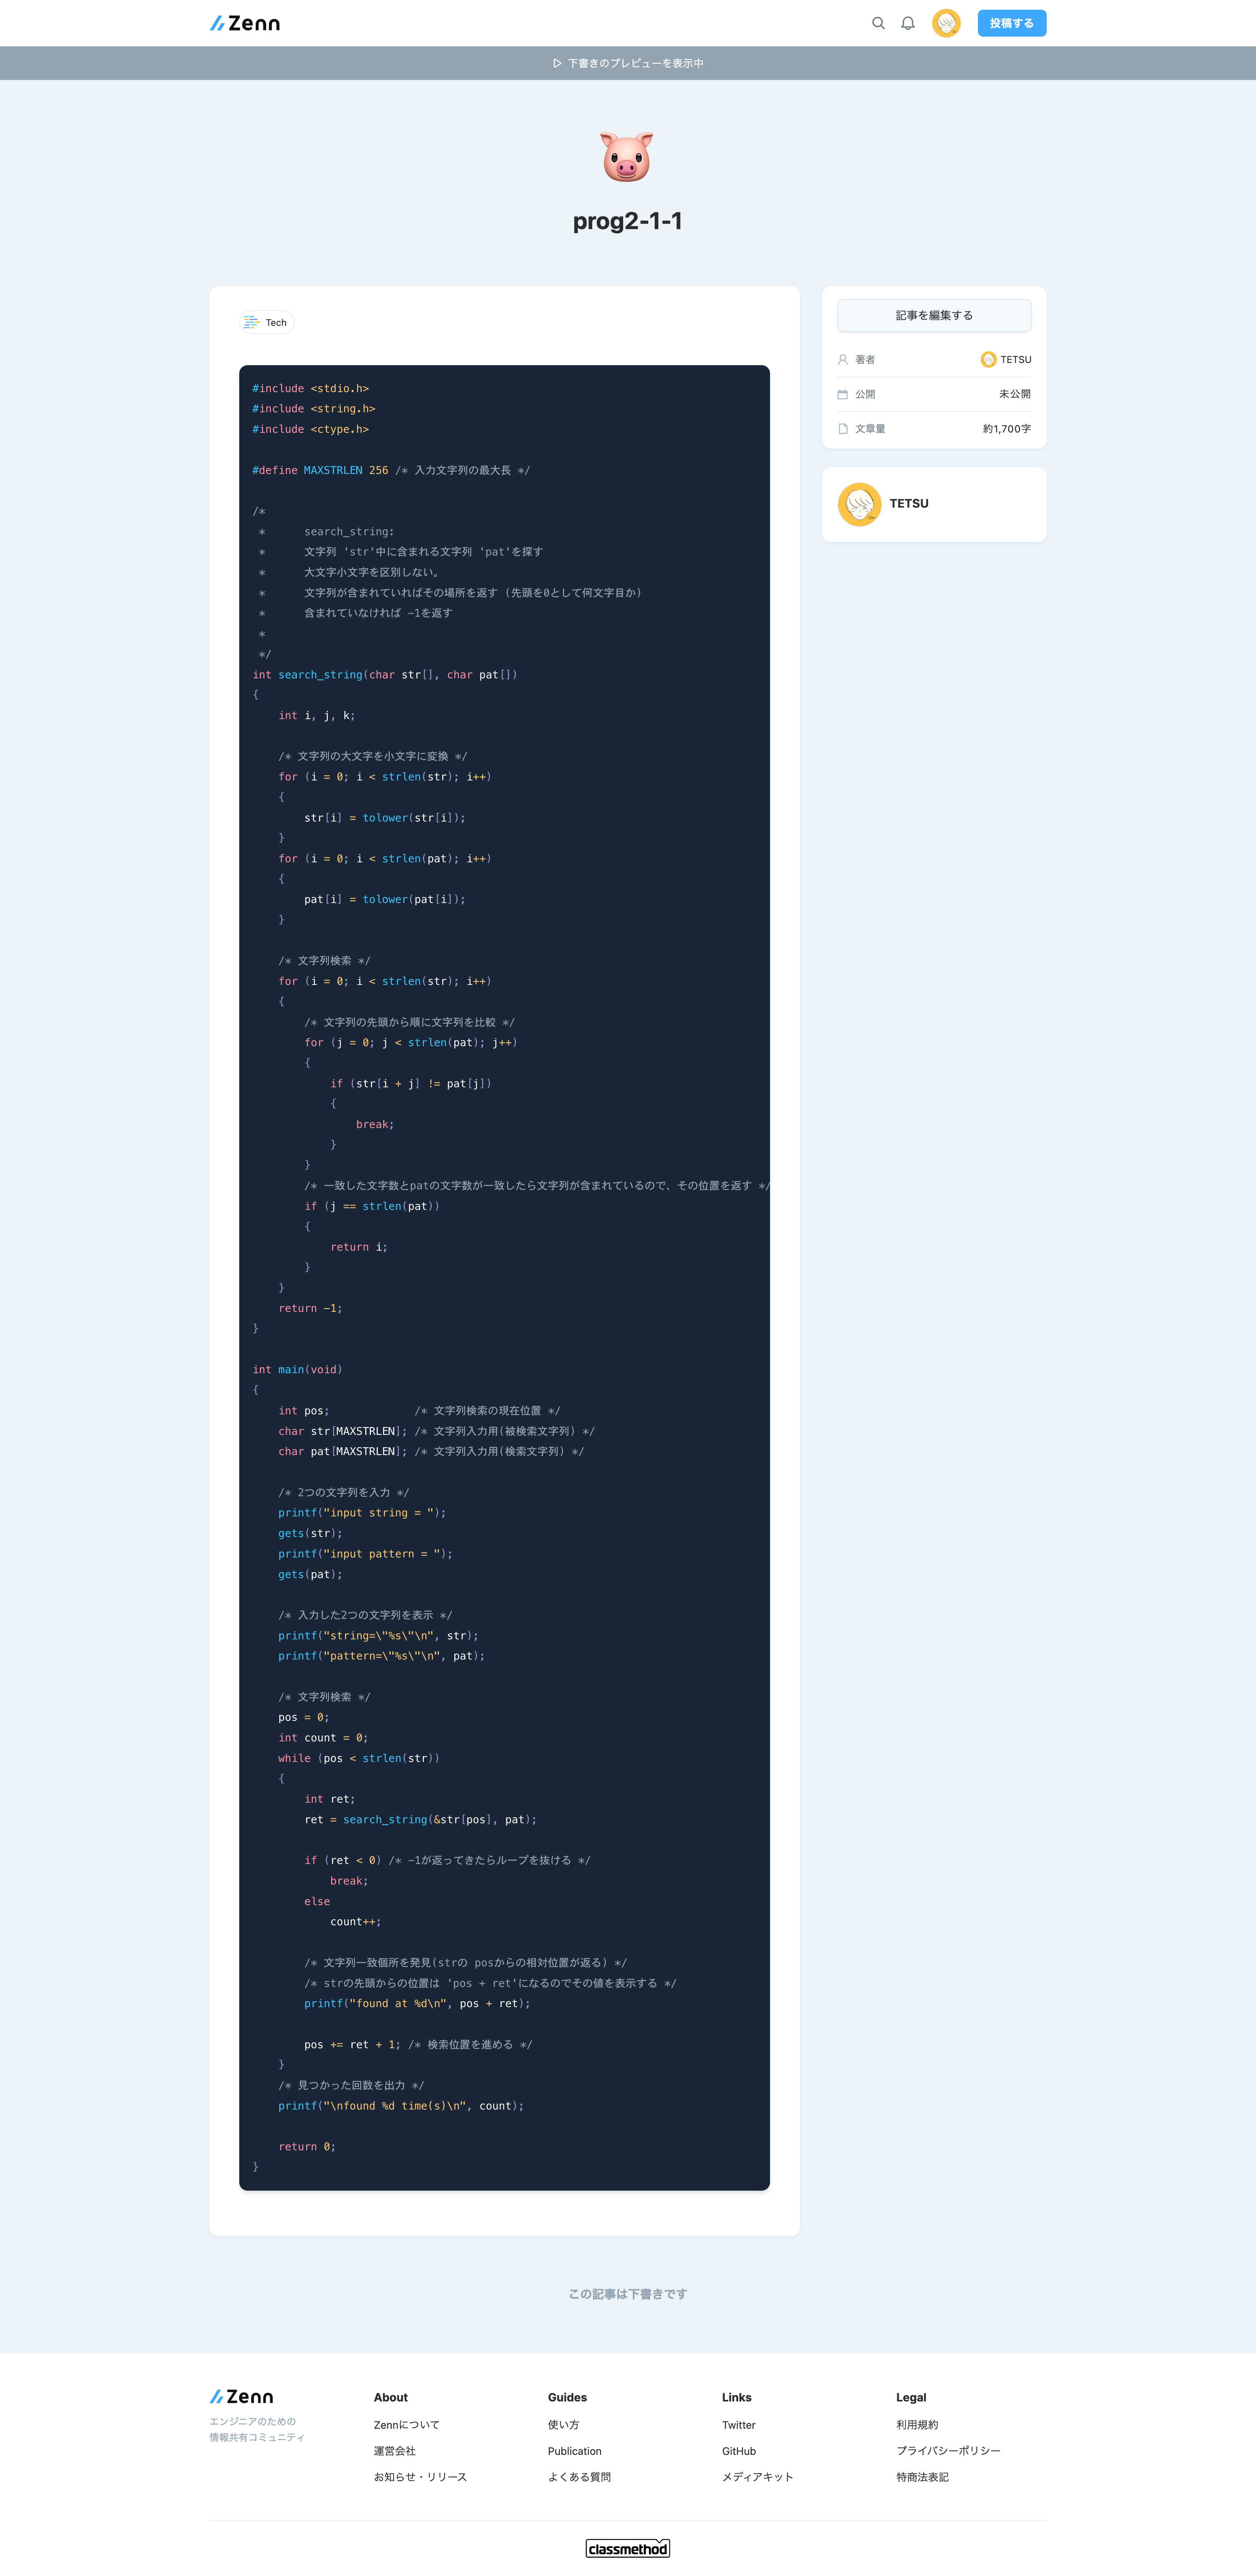 Zenn
投稿する
下書きのプレビューを表示中
prog2-1-1
Tech
#include <stdio.h>
#include <string.h>
#include <ctype.h>
#define MAXSTRLEN 256 /* 入力文字列の最大長 */
/*
 *      search_string:
 *      文字列 'str'中に含まれる文字列 'pat'を探す
 *      大文字小文字を区別しない。
 *      文字列が含まれていればその場所を返す (先頭を0として何文字目か)
 *      含まれていなければ -1を返す
 *
 */
int search_string(char str[], char pat[])
{
    int i, j, k;
    /* 文字列の大文字を小文字に変換 */
    for (i = 0; i < strlen(str); i++)
    {
        str[i] = tolower(str[i]);
    }
    for (i = 0; i < strlen(pat); i++)
    {
        pat[i] = tolower(pat[i]);
    }
    /* 文字列検索 */
    for (i = 0; i < strlen(str); i++)
    {
        /* 文字列の先頭から順に文字列を比較 */
        for (j = 0; j < strlen(pat); j++)
        {
            if (str[i + j] != pat[j])
            {
                break;
            }
        }
        /* 一致した文字数とpatの文字数が一致したら文字列が含まれているので、その位置を返す */
        if (j == strlen(pat))
        {
            return i;
        }
    }
    return -1;
}
int main(void)
{
    int pos;             /* 文字列検索の現在位置 */
    char str[MAXSTRLEN]; /* 文字列入力用(被検索文字列) */
    char pat[MAXSTRLEN]; /* 文字列入力用(検索文字列) */
    /* 2つの文字列を入力 */
    printf("input string = ");
    gets(str);
    printf("input pattern = ");
    gets(pat);
    /* 入力した2つの文字列を表示 */
    printf("string=\"%s\"\n", str);
    printf("pattern=\"%s\"\n", pat);
    /* 文字列検索 */
    pos = 0;
    int count = 0;
    while (pos < strlen(str))
    {
        int ret;
        ret = search_string(&str[pos], pat);
        if (ret < 0) /* -1が返ってきたらループを抜ける */
            break;
        else
            count++;
        /* 文字列一致個所を発見(strの posからの相対位置が返る) */
        /* strの先頭からの位置は 'pos + ret'になるのでその値を表示する */
        printf("found at %d\n", pos + ret);
        pos += ret + 1; /* 検索位置を進める */
    }
    /* 見つかった回数を出力 */
    printf("\nfound %d time(s)\n", count);
    return 0;
}
記事を編集する
著者 TETSU
公開 未公開
文章量 約1,700字
TETSU
この記事は下書きです
Zenn
エンジニアのための
情報共有コミュニティ
About
Zennについて
運営会社
お知らせ・リリース
Guides
使い方
Publication
よくある質問
Links
Twitter
GitHub
メディアキット
Legal
利用規約
プライバシーポリシー
特商法表記
classmethod